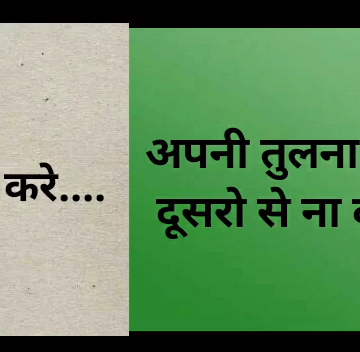 करे....
अपनी तुलना
दूसरो से ना